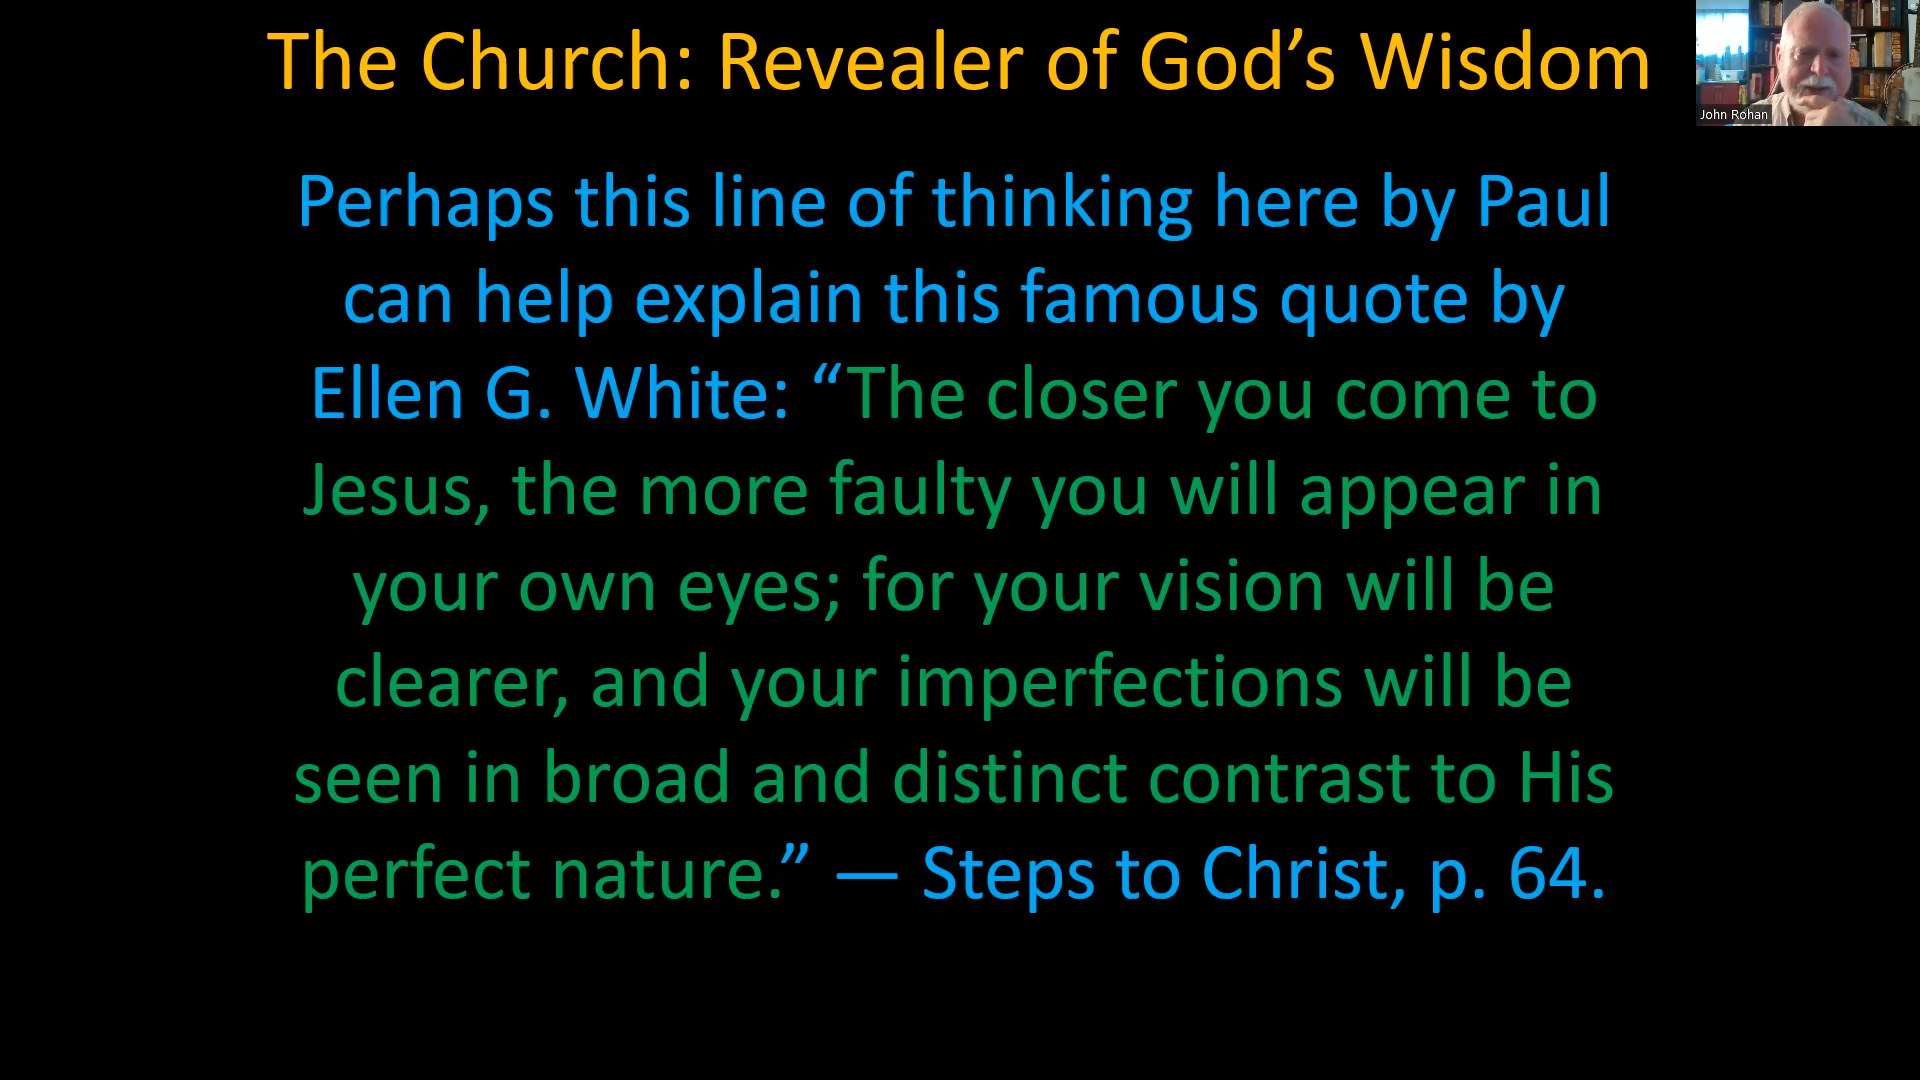 The Church: Revealer of God’s Wisdom
John Rohan
Perhaps this line of thinking here by Paul
can help explain this famous quote by
Ellen G. White: “The closer you come to
Jesus, the more faulty you will appear in
your own eyes; for your vision will be
clearer, and your imperfections will be
seen in broad and distinct contrast to His
perfect nature.” — Steps to Christ, p. 64.